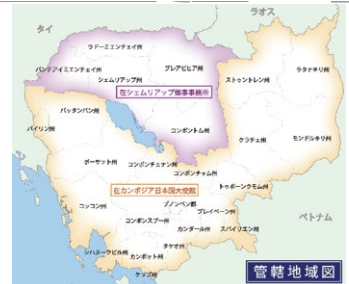 ラオス
タイ
ウドーミエンチェイ州
バンテアイミエンチェイ州
プレアビヒア州
ラタナキリ州
シェムリアップ州
ストゥントレン州
在シェムリアップ領事事務所
バッタンバン州
パイリン州
コンポントム州
モンドルキリ州
クラチェ州
ポーサット州
コンポンチュナン州
コンポンチャム州
在カンボジア日本国大使館
トゥボーンクモム州
コッコン州
プノンペン都
プレイベーン州
コンポンスプー州
ベトナム
カンダール州
スバイリエン州
タケオ州
シハヌークビル州
カンポット州
ケップ州
管轄地域図